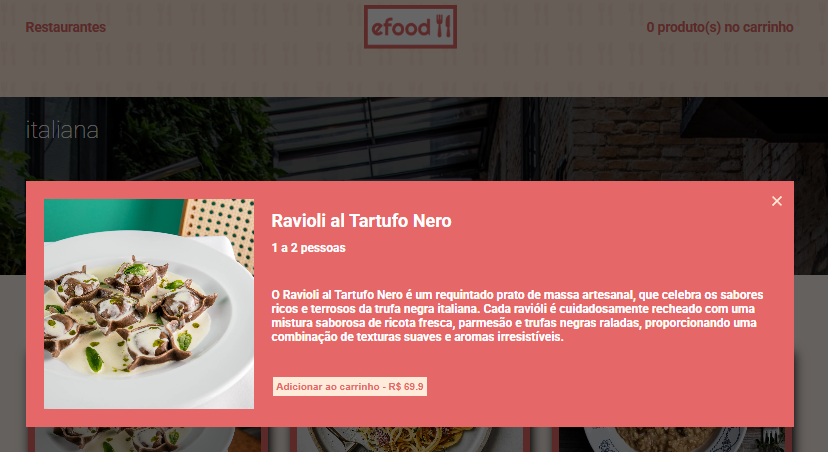 Restaurantes
efood
0 produto(s) no carrinho
italiana
Ravioli al Tartufo Nero
1 a 2 pessoas
O Ravioli al Tartufo Nero é um requintado prato de massa artesanal, que celebra os sabores
ricos e terrosos da trufa negra italiana. Cada ravióli é cuidadosamente recheado com uma
mistura saborosa de ricota fresca, parmesão e trufas negras raladas, proporcionando uma
combinação de texturas suaves e aromas irresistíveis.
Adicionar ao carrinho - R$ 69.9